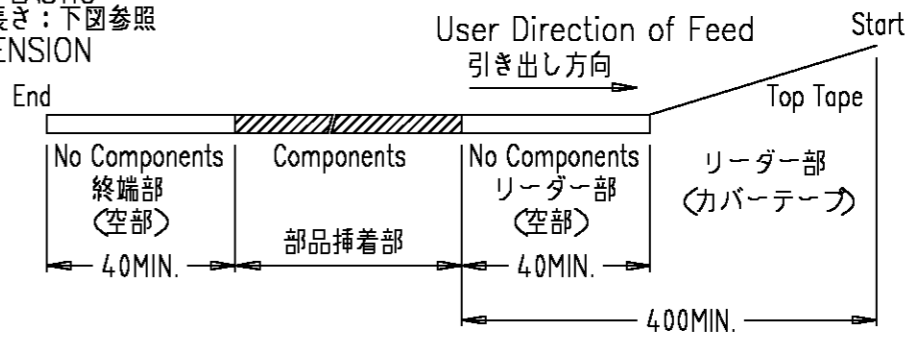 長さ：下図参照
ENSION
User Direction of Feed
引き出し方向
Start
End
Top Tape
No Components
終端部
(空部)
Components
部品挿着部
No Components
リーダー部
(空部)
リーダー部
(カバーテープ)
40MIN.
40MIN.
400MIN.